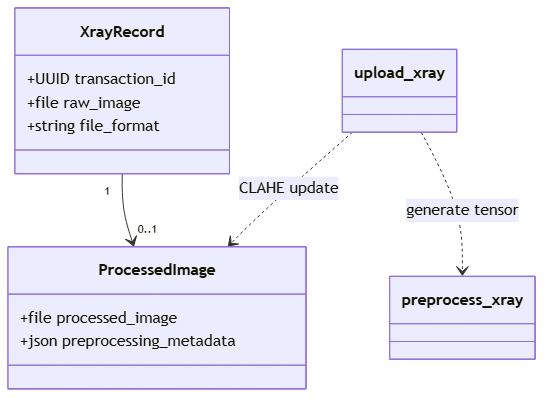 XrayRecord
+UUID transaction_id
+file raw_image
+string file_format
upload_xray
1
0..1
CLAHE update
generate tensor
ProcessedImage
+file processed_image
+json preprocessing_metadata
preprocess_xray